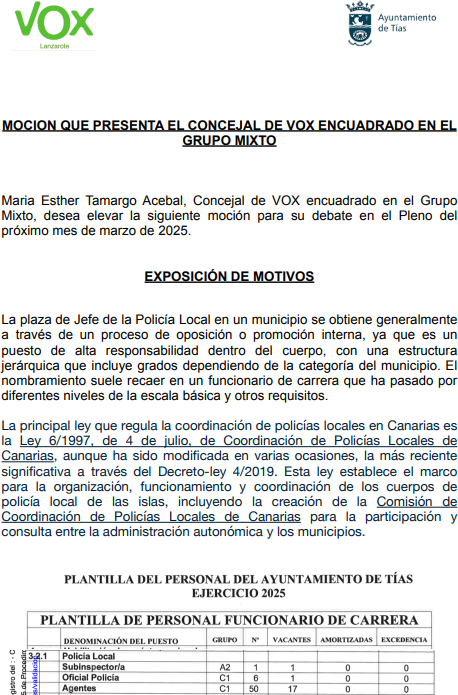 VOX
Lanzarote
Ayuntamiento
de Tías
MOCION QUE PRESENTA EL CONCEJAL DE VOX ENCUADRADO EN EL
GRUPO MIXTO
Maria Esther Tamargo Acebal, Concejal de VOX encuadrado en el Grupo
Mixto, desea elevar la siguiente moción para su debate en el Pleno del
próximo mes de marzo de 2025.
EXPOSICIÓN DE MOTIVOS
La plaza de Jefe de la Policía Local en un municipio se obtiene generalmente
a través de un proceso de oposición o promoción interna, ya que es un
puesto de alta responsabilidad dentro del cuerpo, con una estructura
jerárquica que incluye grados dependiendo de la categoría del municipio. El
nombramiento suele recaer en un funcionario de carrera que ha pasado por
diferentes niveles de la escala básica y otros requisitos.
La principal ley que regula la coordinación de policías locales en Canarias es
la Ley 6/1997, de 4 de julio, de Coordinación de Policías Locales de
Canarias, aunque ha sido modificada en varias ocasiones, la más reciente
significativa a través del Decreto-ley 4/2019. Esta ley establece el marco
para la organización, funcionamiento y coordinación de los cuerpos de
policía local de las islas, incluyendo la creación de la Comisión de
Coordinación de Policías Locales de Canarias para la participación y
consulta entre la administración autonómica y los municipios.
PLANTILLA DEL PERSONAL DEL AYUNTAMIENTO DE TÍAS
EJERCICIO 2025
PLANTILLA DE PERSONAL FUNCIONARIO DE CARRERA
DENOMINACIÓN DEL PUESTO GRUPO Nº VACANTES AMORTIZADAS EXCEDENCIA
3.2.1 Policía Local
Subinspector/a A2 1 1 0 0
Oficial Policía C1 6 1 0 0
Agentes C1 50 17 0 0